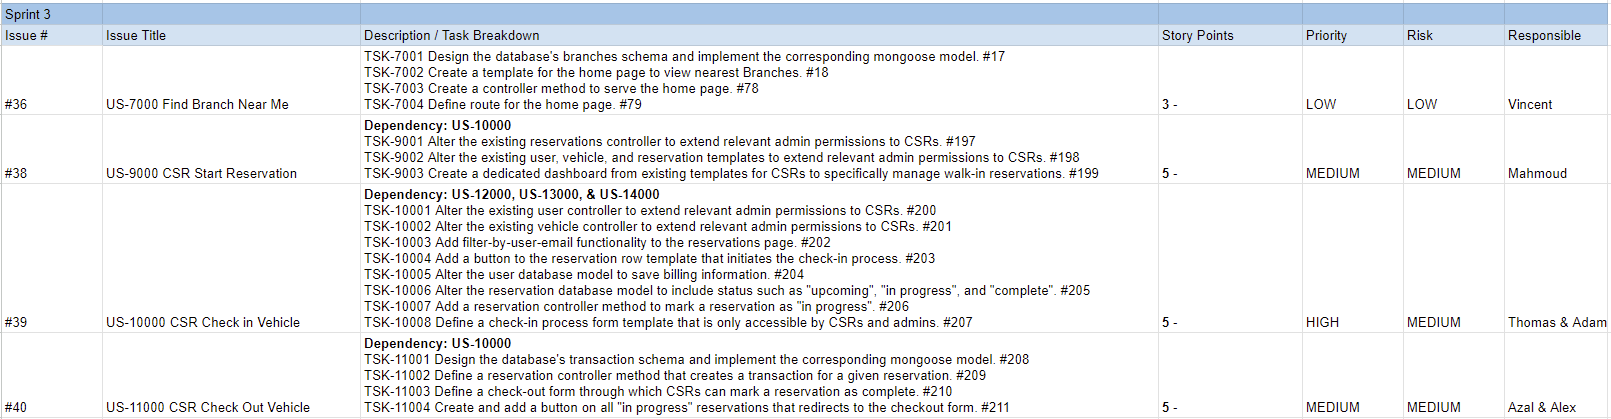 Sprint 3
Issue # Issue Title Description / Task Breakdown Story Points Priority Risk Responsible
TSK-7001 Design the database's branches schema and implement the corresponding mongoose model. #17
TSK-7002 Create a template for the home page to view nearest Branches. #18
TSK-7003 Create a controller method to serve the home page. #78
#36 US-7000 Find Branch Near Me TSK-7004 Define route for the home page. #79 3 - LOW LOW Vincent
Dependency: US-10000
TSK-9001 Alter the existing reservations controller to extend relevant admin permissions to CSRs. #197
TSK-9002 Alter the existing user, vehicle, and reservation templates to extend relevant admin permissions to CSRs. #198
#38 US-9000 CSR Start Reservation TSK-9003 Create a dedicated dashboard from existing templates for CSRs to specifically manage walk-in reservations. #199 5 - MEDIUM MEDIUM Mahmoud
Dependency: US-12000, US-13000, & US-14000
TSK-10001 Alter the existing user controller to extend relevant admin permissions to CSRs. #200
TSK-10002 Alter the existing vehicle controller to extend relevant admin permissions to CSRs. #201
TSK-10003 Add filter-by-user-email functionality to the reservations page. #202
TSK-10004 Add a button to the reservation row template that initiates the check-in process. #203
TSK-10005 Alter the user database model to save billing information. #204
TSK-10006 Alter the reservation database model to include status such as "upcoming", "in progress", and "complete". #205
TSK-10007 Add a reservation controller method to mark a reservation as "in progress". #206
#39 US-10000 CSR Check in Vehicle TSK-10008 Define a check-in process form template that is only accessible by CSRs and admins. #207 5 - HIGH MEDIUM Thomas & Adam
Dependency: US-10000
TSK-11001 Design the database's transaction schema and implement the corresponding mongoose model. #208
TSK-11002 Define a reservation controller method that creates a transaction for a given reservation. #209
TSK-11003 Define a check-out form through which CSRs can mark a reservation as complete. #210
#40 US-11000 CSR Check Out Vehicle TSK-11004 Create and add a button on all "in progress" reservations that redirects to the checkout form. #211 5 - MEDIUM MEDIUM Azal & Alex